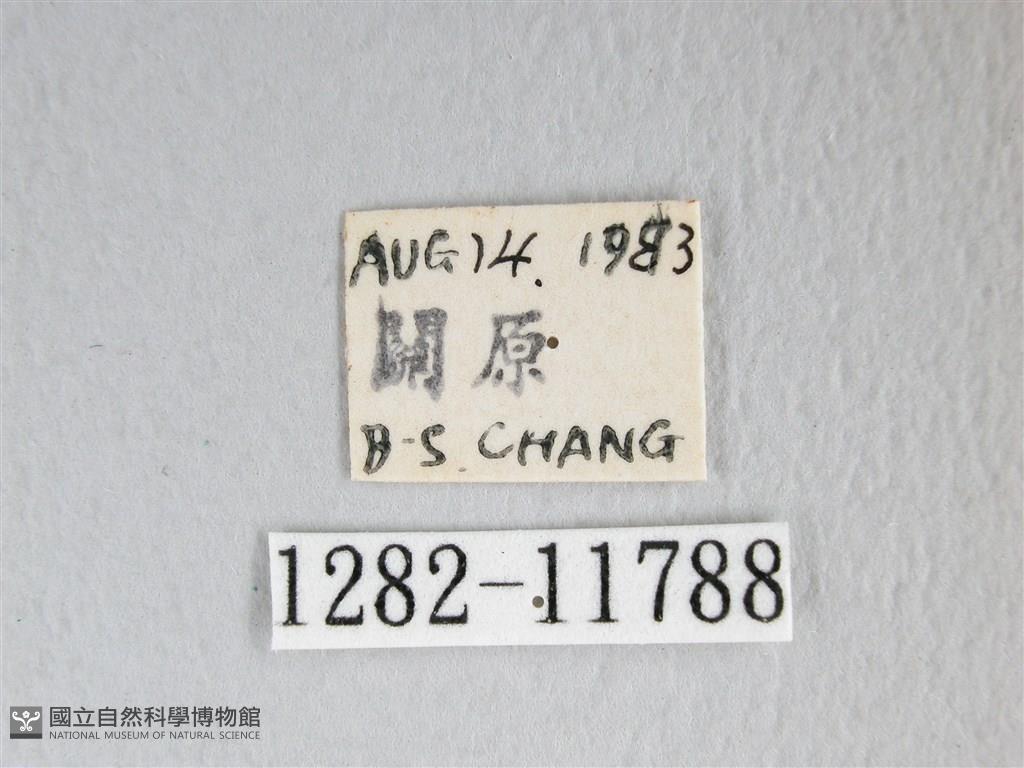 AUG 14. 1983
關原
B-S CHANG
1282-11788
國立自然科學博物館
NATIONAL MUSEUM OF NATURAL SCIENCE